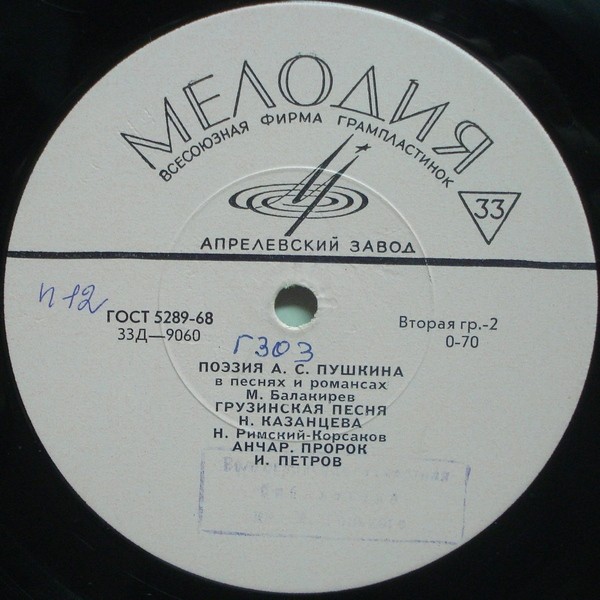 МЕЛОДИЯ
ВСЕСОЮЗНАЯ ФИРМА ГРАМПЛАСТИНОК
33
АПРЕЛЕВСКИЙ ЗАВОД
п12
ГОСТ 5289-68
33Д—9060
Вторая гр.-2
0-70
Г303
ПОЭЗИЯ А. С. ПУШКИНА
в песнях и романсах
М. Балакирев
ГРУЗИНСКАЯ ПЕСНЯ
Н. КАЗАНЦЕВА
Н. Римский-Корсаков
АНЧАР. ПРОРОК
И. ПЕТРОВ